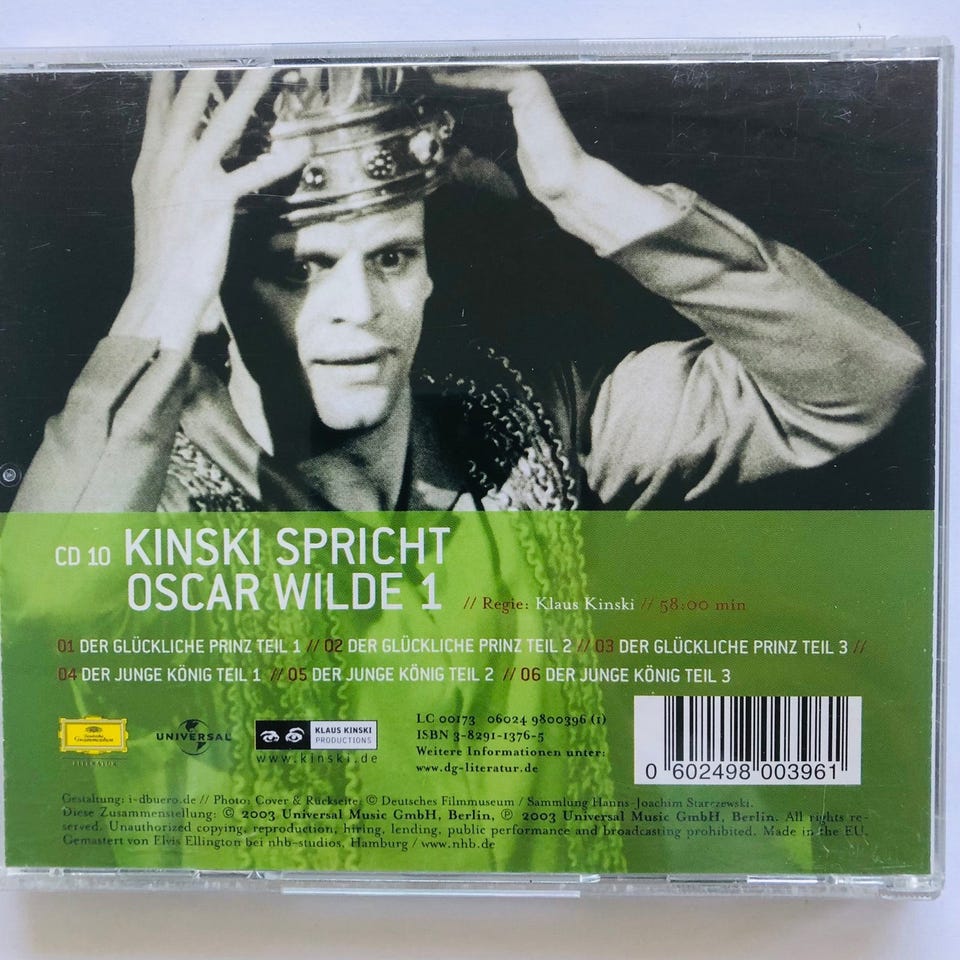 CD 10 KINSKI SPRICHT
OSCAR WILDE 1 // Regie: Klaus Kinski // 58:00 min
01 DER GLÜCKLICHE PRINZ TEIL 1 // 02 DER GLÜCKLICHE PRINZ TEIL 2 // 03 DER GLÜCKLICHE PRINZ TEIL 3 //
04 DER JUNGE KÖNIG TEIL 1 // 05 DER JUNGE KÖNIG TEIL 2 // 06 DER JUNGE KÖNIG TEIL 3
Deutsche Grammophon
LITERATUR
UNIVERSAL
KLAUS KINSKI
PRODUCTIONS
www.kinski.de
LC 00173 06024 9800396 (1)
ISBN 3-8291-1376-5
Weitere Informationen unter:
www.dg-literatur.de
0 602498 003961
Gestaltung: i-dbuero.de // Photo: Cover & Rückseite: © Deutsches Filmmuseum / Sammlung Hanns-Joachim Starczewski.
Diese Zusammenstellung: © 2003 Universal Music GmbH, Berlin, ℗ 2003 Universal Music GmbH, Berlin. All rights re-
served. Unauthorized copying, reproduction, hiring, lending, public performance and broadcasting prohibited. Made in the EU.
Gemastert von Elvis Ellington bei nhb-studios, Hamburg / www.nhb.de